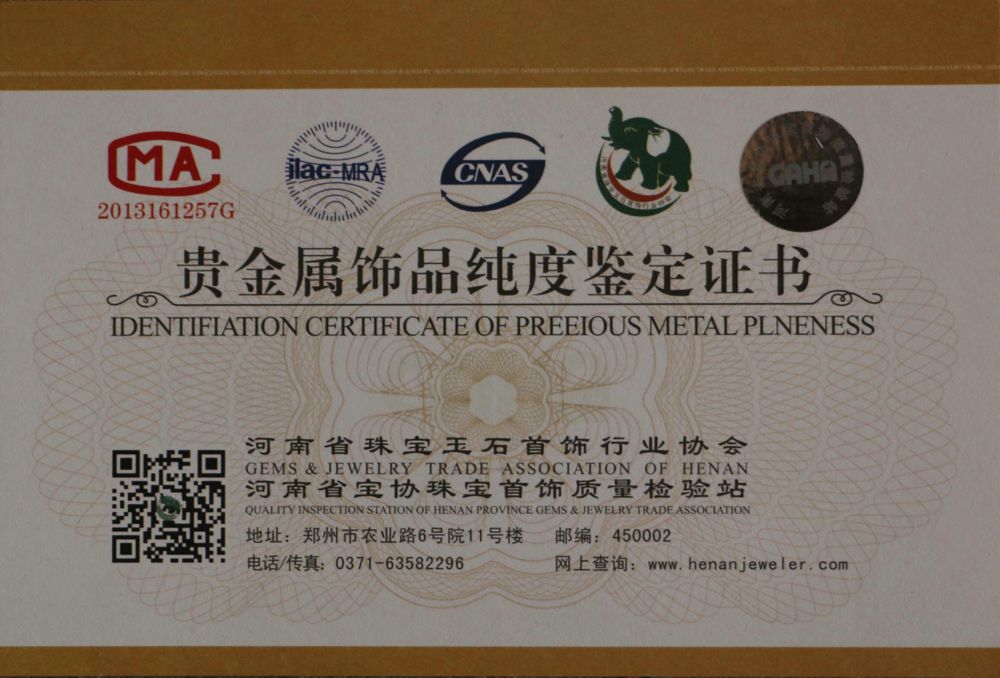 MA
2013161257G
ilac-MRA
CNAS
GAHA
贵金属饰品纯度鉴定证书
IDENTIFIATION CERTIFICATE OF PREEIOUS METAL PLNENESS
河南省珠宝玉石首饰行业协会
GEMS & JEWELRY TRADE ASSOCIATION OF HENAN
河南省宝协珠宝首饰质量检验站
QUALITY INSPECTION STATION OF HENAN PROVINCE GEMS & JEWELRY TRADE ASSOCIATION
地址：郑州市农业路6号院11号楼 邮编：450002
电话/传真：0371-63582296 网上查询：www.henanjeweler.com